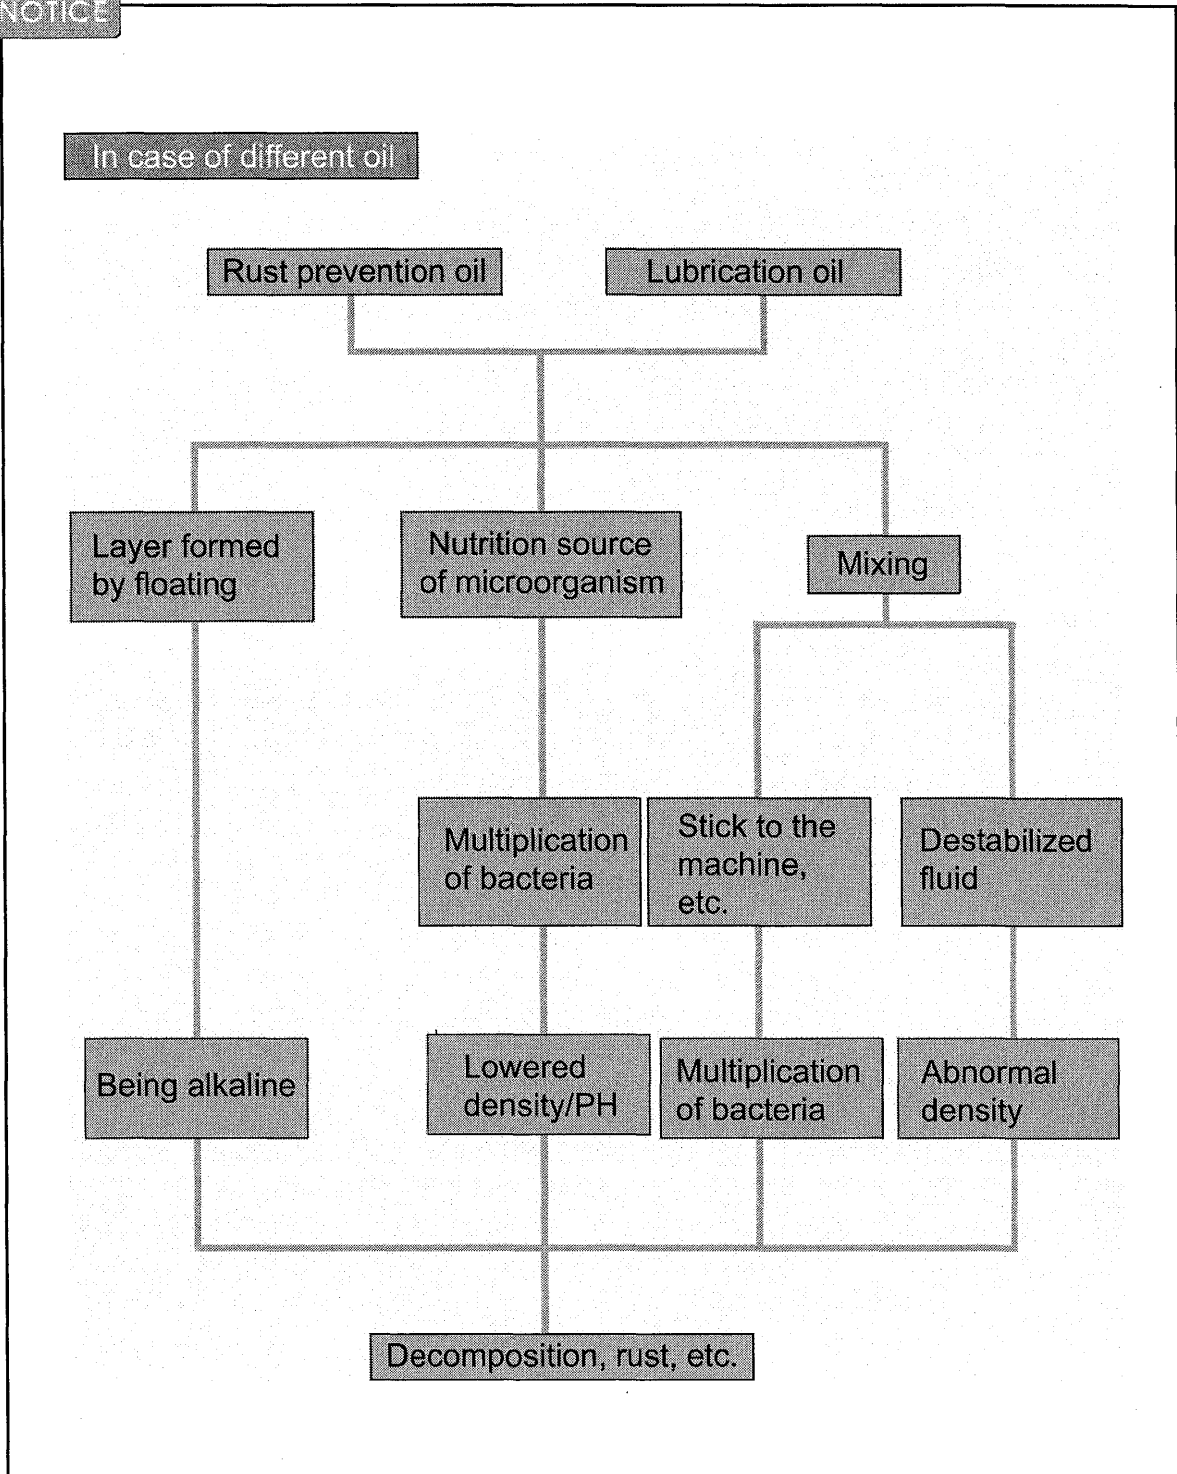 NOTICE
In case of different oil
Rust prevention oil
Lubrication oil
Layer formed
by floating
Nutrition source
of microorganism
Mixing
Multiplication
of bacteria
Stick to the
machine,
etc.
Destabilized
fluid
Being alkaline
Lowered
density/PH
Multiplication
of bacteria
Abnormal
density
Decomposition, rust, etc.